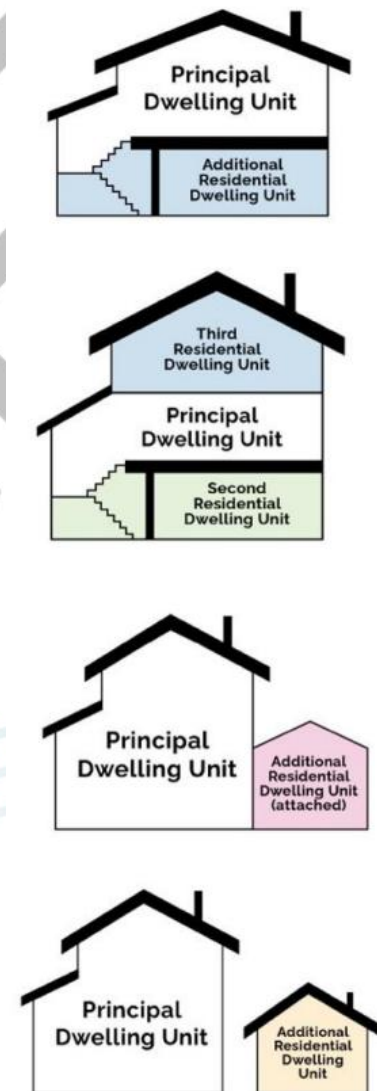 Principal
Dwelling Unit
Additional
Residential
Dwelling Unit
Third
Residential
Dwelling Unit
Principal
Dwelling Unit
Second
Residential
Dwelling Unit
Principal
Dwelling Unit
Additional
Residential
Dwelling Unit
(attached)
Principal
Dwelling Unit
Additional
Residential
Dwelling
Unit